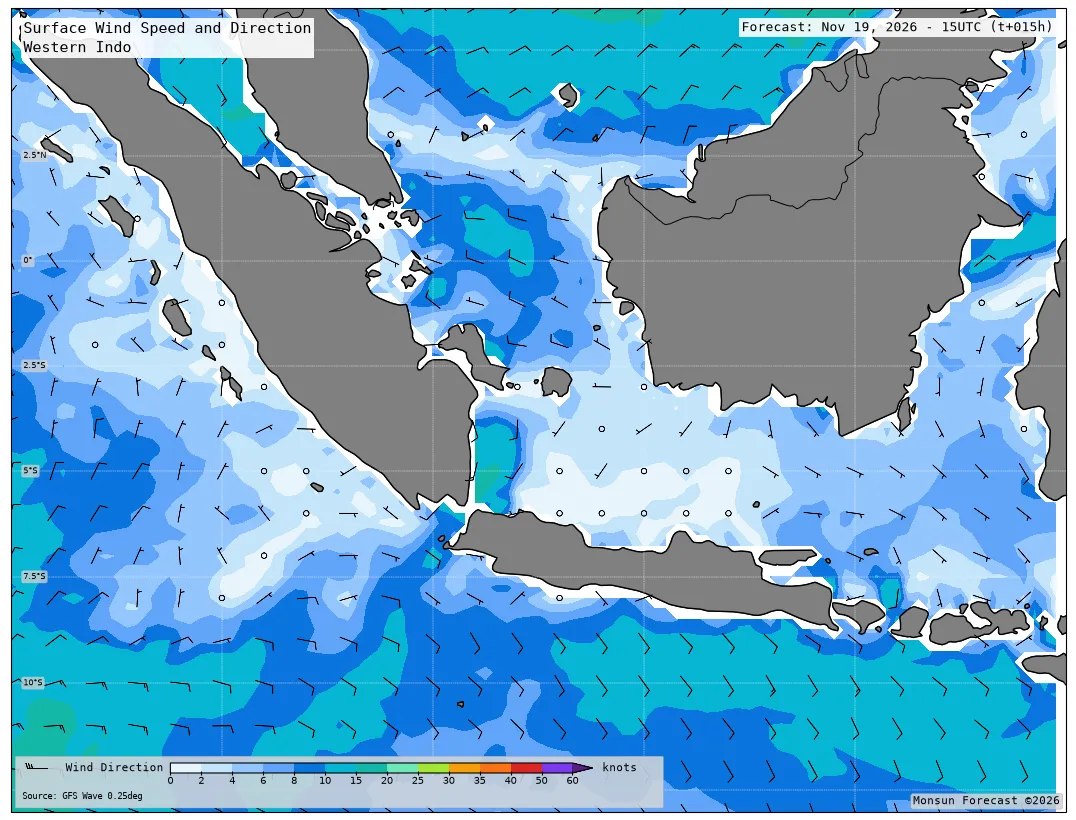 Surface Wind Speed and Direction
Western Indo
Forecast: Nov 19, 2026 - 15UTC (t+015h)
2.5°N
0°
2.5°S
5°S
7.5°S
10°S
Wind Direction
0 2 4 6 8 10 15 20 25 30 35 40 50 60
knots
Source: GFS Wave 0.25deg
Monsun Forecast ©2026